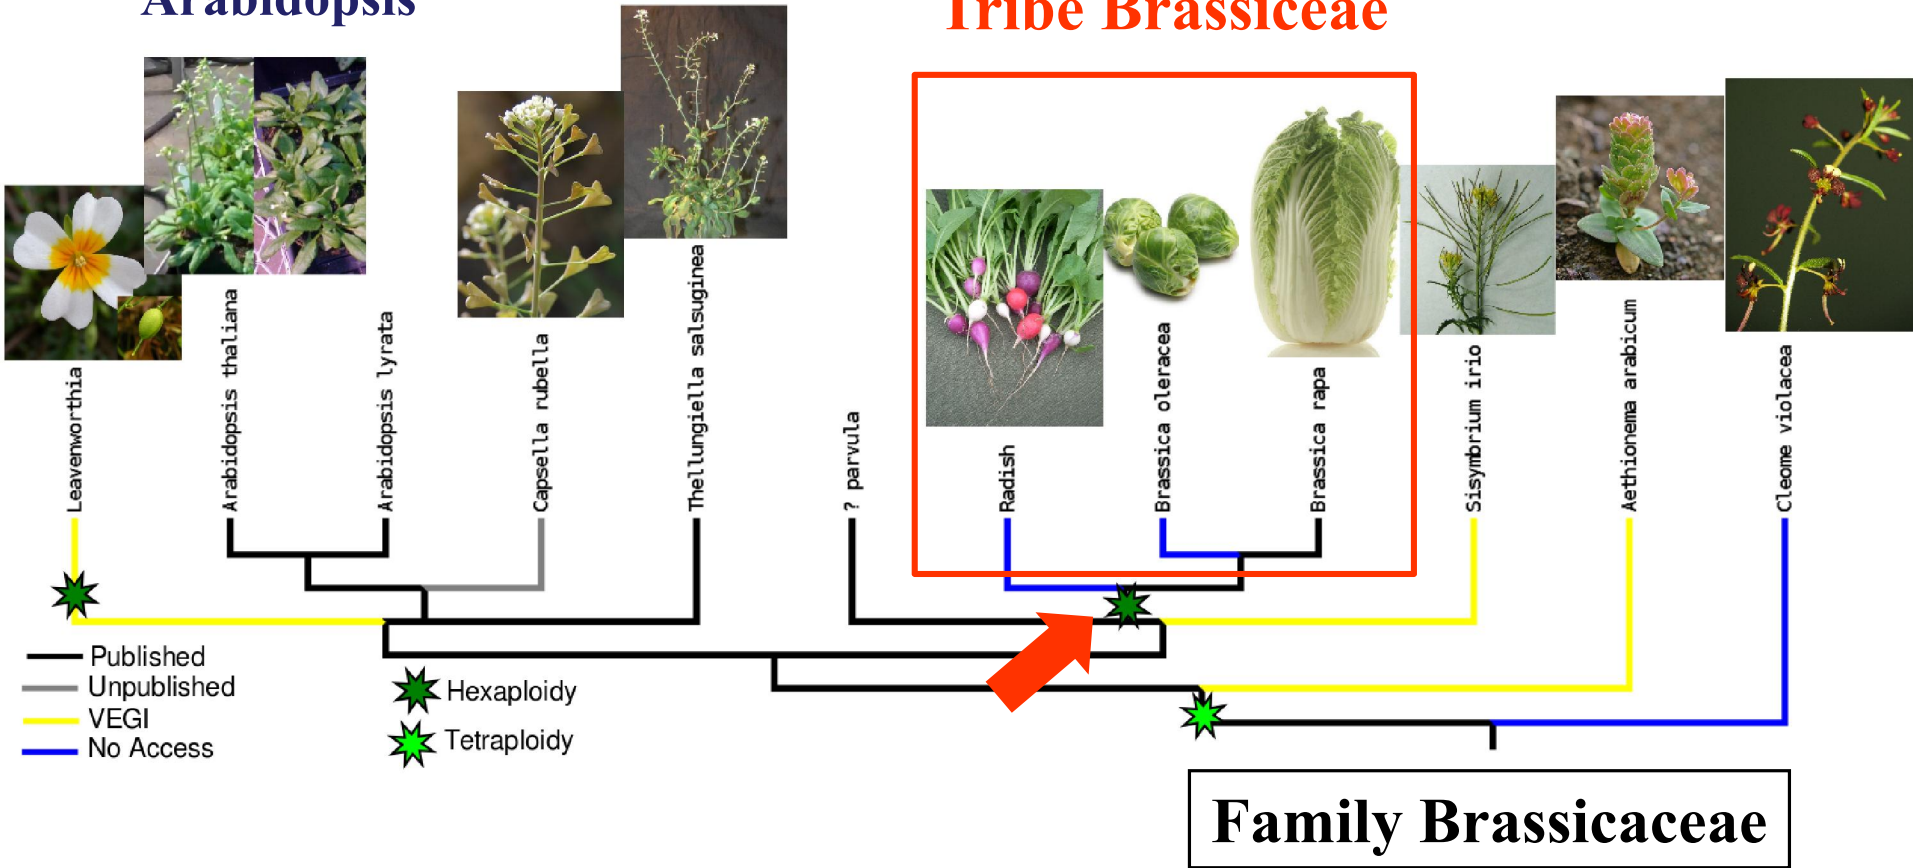 Arabidopsis
Tribe Brassiceae
Leavenworthia
Arabidopsis thaliana
Arabidopsis lyrata
Capsella rubella
Thellungiella salsuginea
? parvula
Radish
Brassica oleracea
Brassica rapa
Sisymbrium irio
Aethionema arabicum
Cleome violacea
Published
Unpublished
VEGI
No Access
Hexaploidy
Tetraploidy
Family Brassicaceae